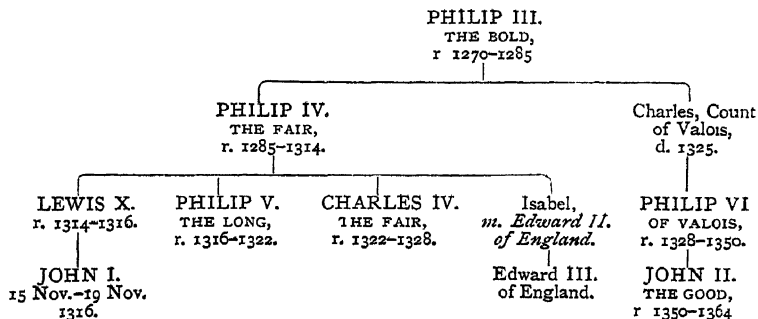 PHILIP III.
THE BOLD,
r 1270–1285
PHILIP IV.
THE FAIR,
r. 1285–1314.
Charles, Count
of Valois,
d. 1325.
LEWIS X.
r. 1314–1316.
PHILIP V.
THE LONG,
r. 1316–1322.
CHARLES IV.
THE FAIR,
r. 1322–1328.
Isabel,
m. Edward II.
of England.
PHILIP VI
OF VALOIS,
r. 1328–1350.
JOHN I.
15 Nov.–19 Nov.
1316.
Edward III.
of England.
JOHN II.
THE GOOD,
r 1350–1364